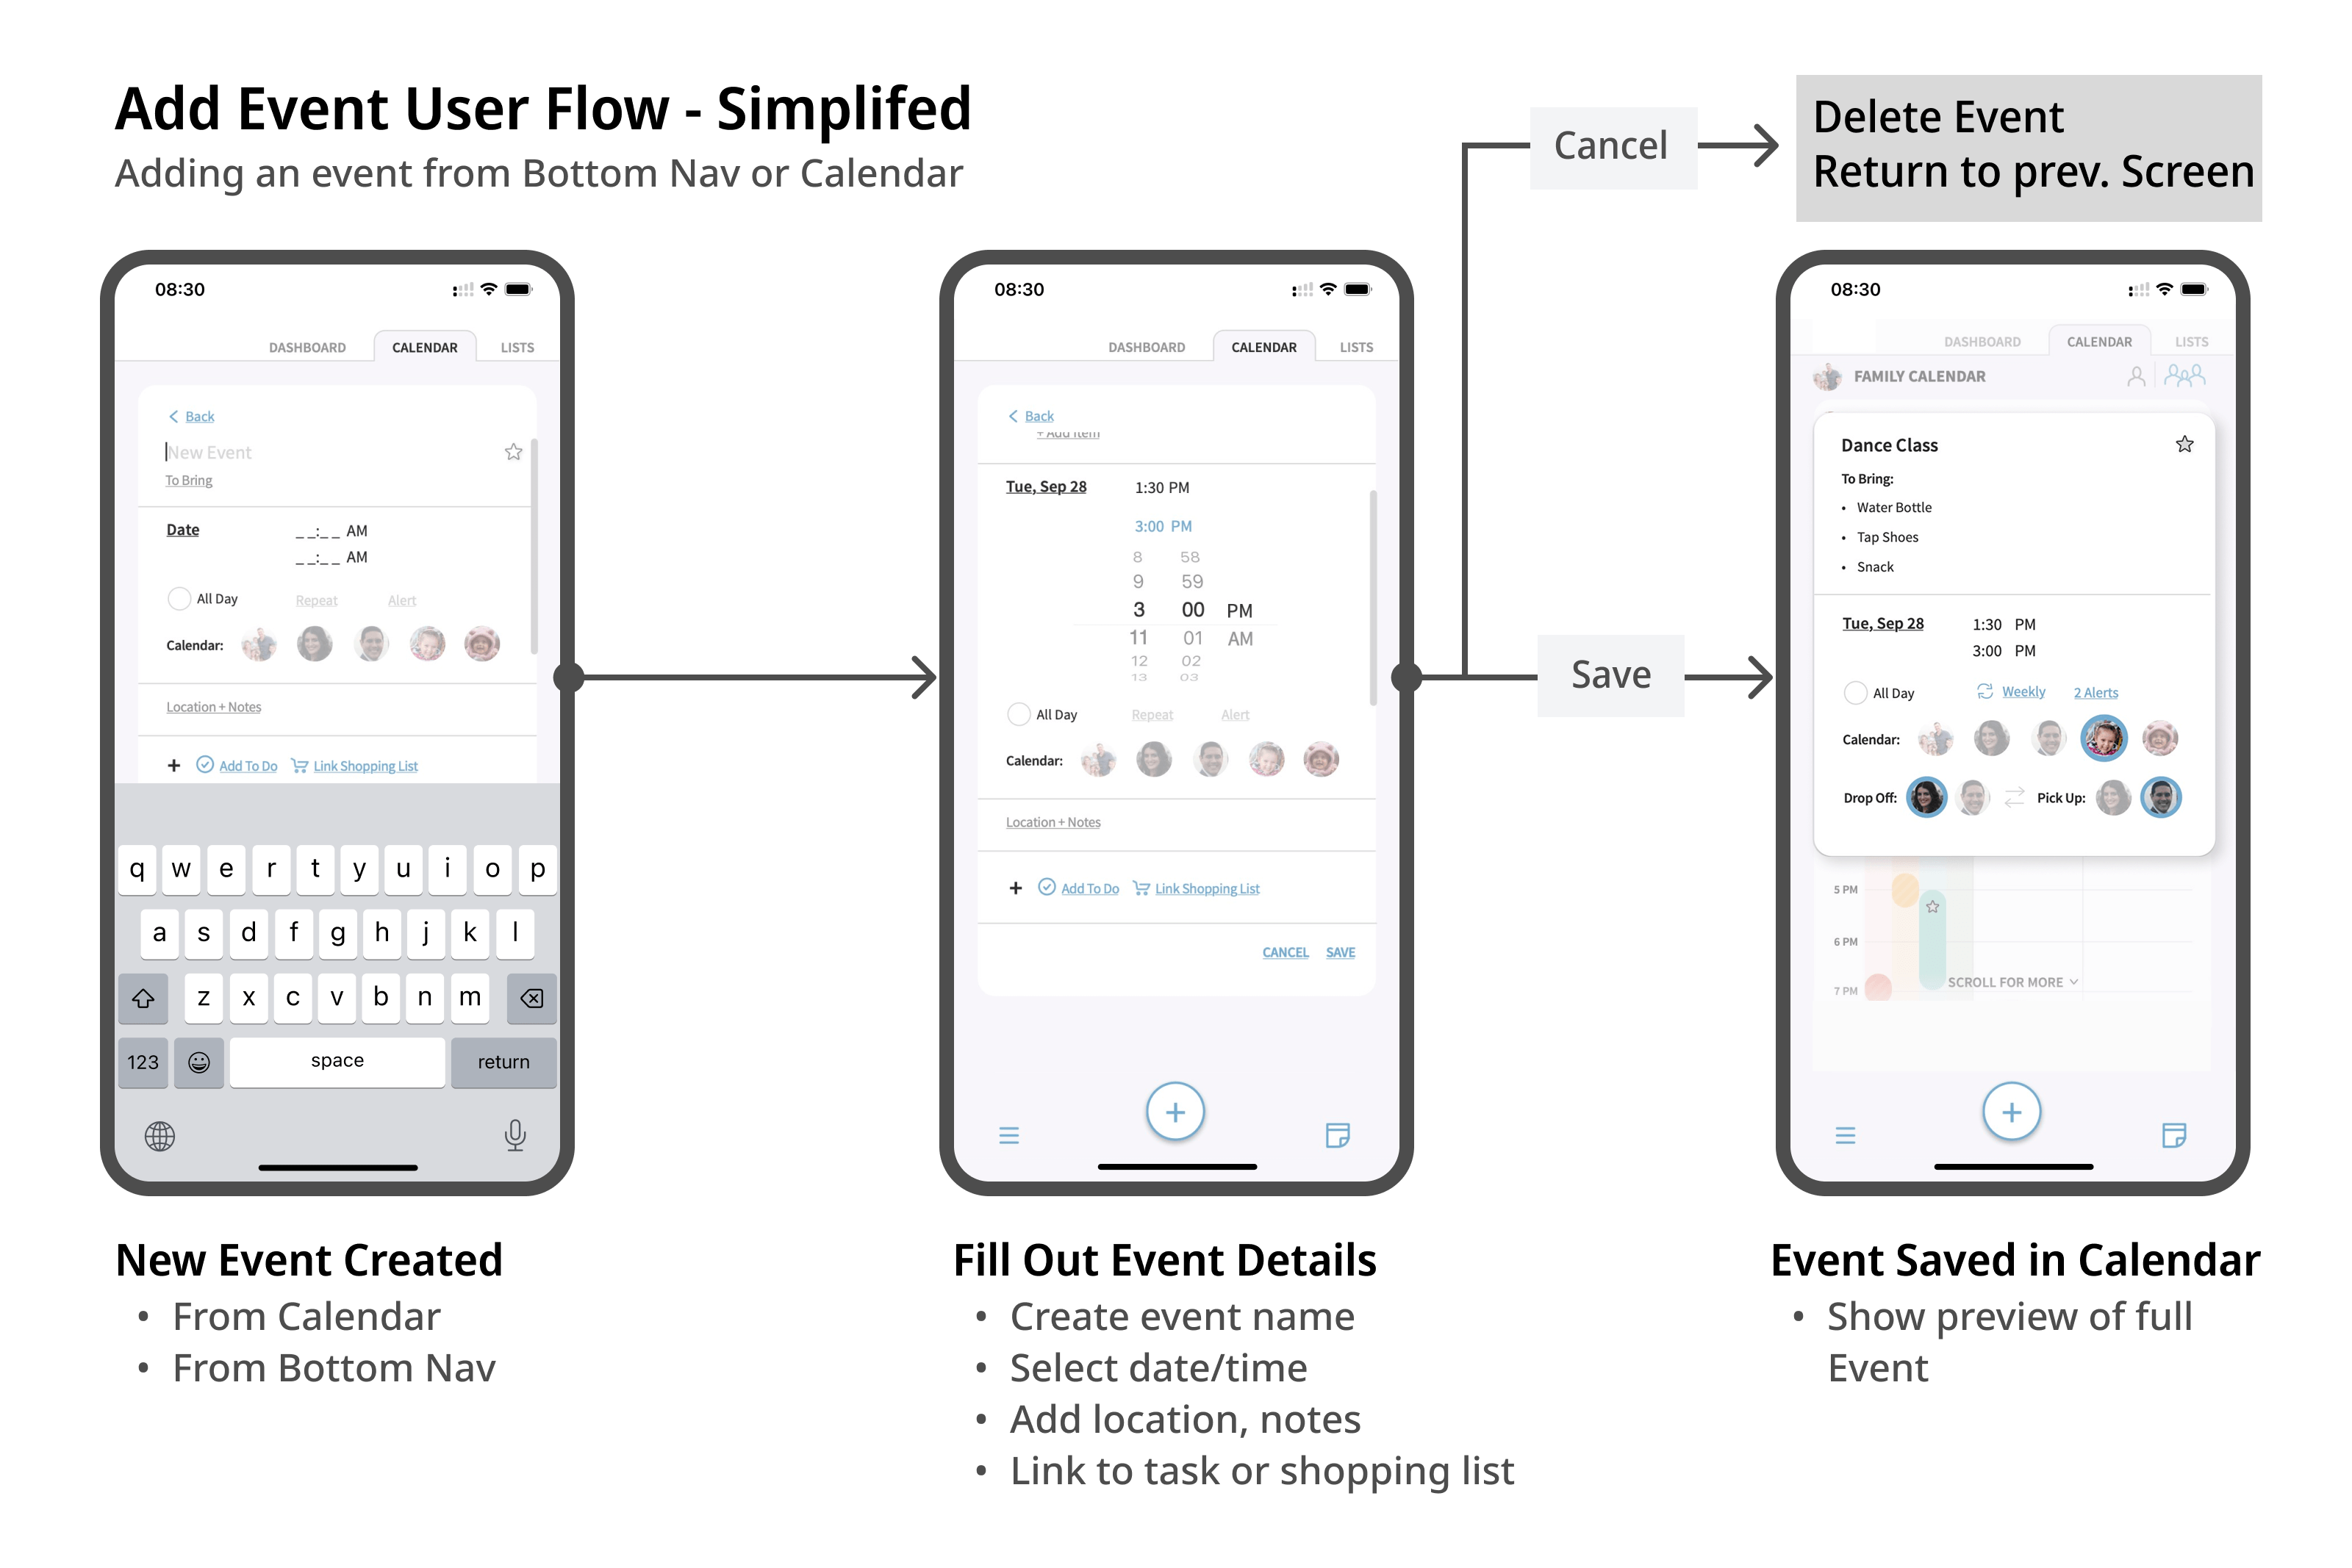 Add Event User Flow - Simplifed
Adding an event from Bottom Nav or Calendar
Cancel
Delete Event
Return to prev. Screen
08:30
DASHBOARD CALENDAR LISTS
Back
New Event
To Bring
Date _ _:_ _ AM
_ _:_ _ AM
All Day Repeat Alert
Calendar:
Location + Notes
+ Add To Do Link Shopping List
q w e r t y u i o p
a s d f g h j k l
z x c v b n m
123 space return
08:30
DASHBOARD CALENDAR LISTS
Back
+ Add Item
Tue, Sep 28 1:30 PM
3:00 PM
8 58
9 59
3 00 PM
11 01 AM
12 02
13 03
All Day Repeat Alert
Calendar:
Location + Notes
+ Add To Do Link Shopping List
CANCEL SAVE
+
Save
08:30
DASHBOARD CALENDAR LISTS
FAMILY CALENDAR
Dance Class
To Bring:
• Water Bottle
• Tap Shoes
• Snack
Tue, Sep 28 1:30 PM
3:00 PM
All Day Weekly 2 Alerts
Calendar:
Drop Off: Pick Up:
5 PM
6 PM
SCROLL FOR MORE
7 PM
+
New Event Created
• From Calendar
• From Bottom Nav
Fill Out Event Details
• Create event name
• Select date/time
• Add location, notes
• Link to task or shopping list
Event Saved in Calendar
• Show preview of full
Event